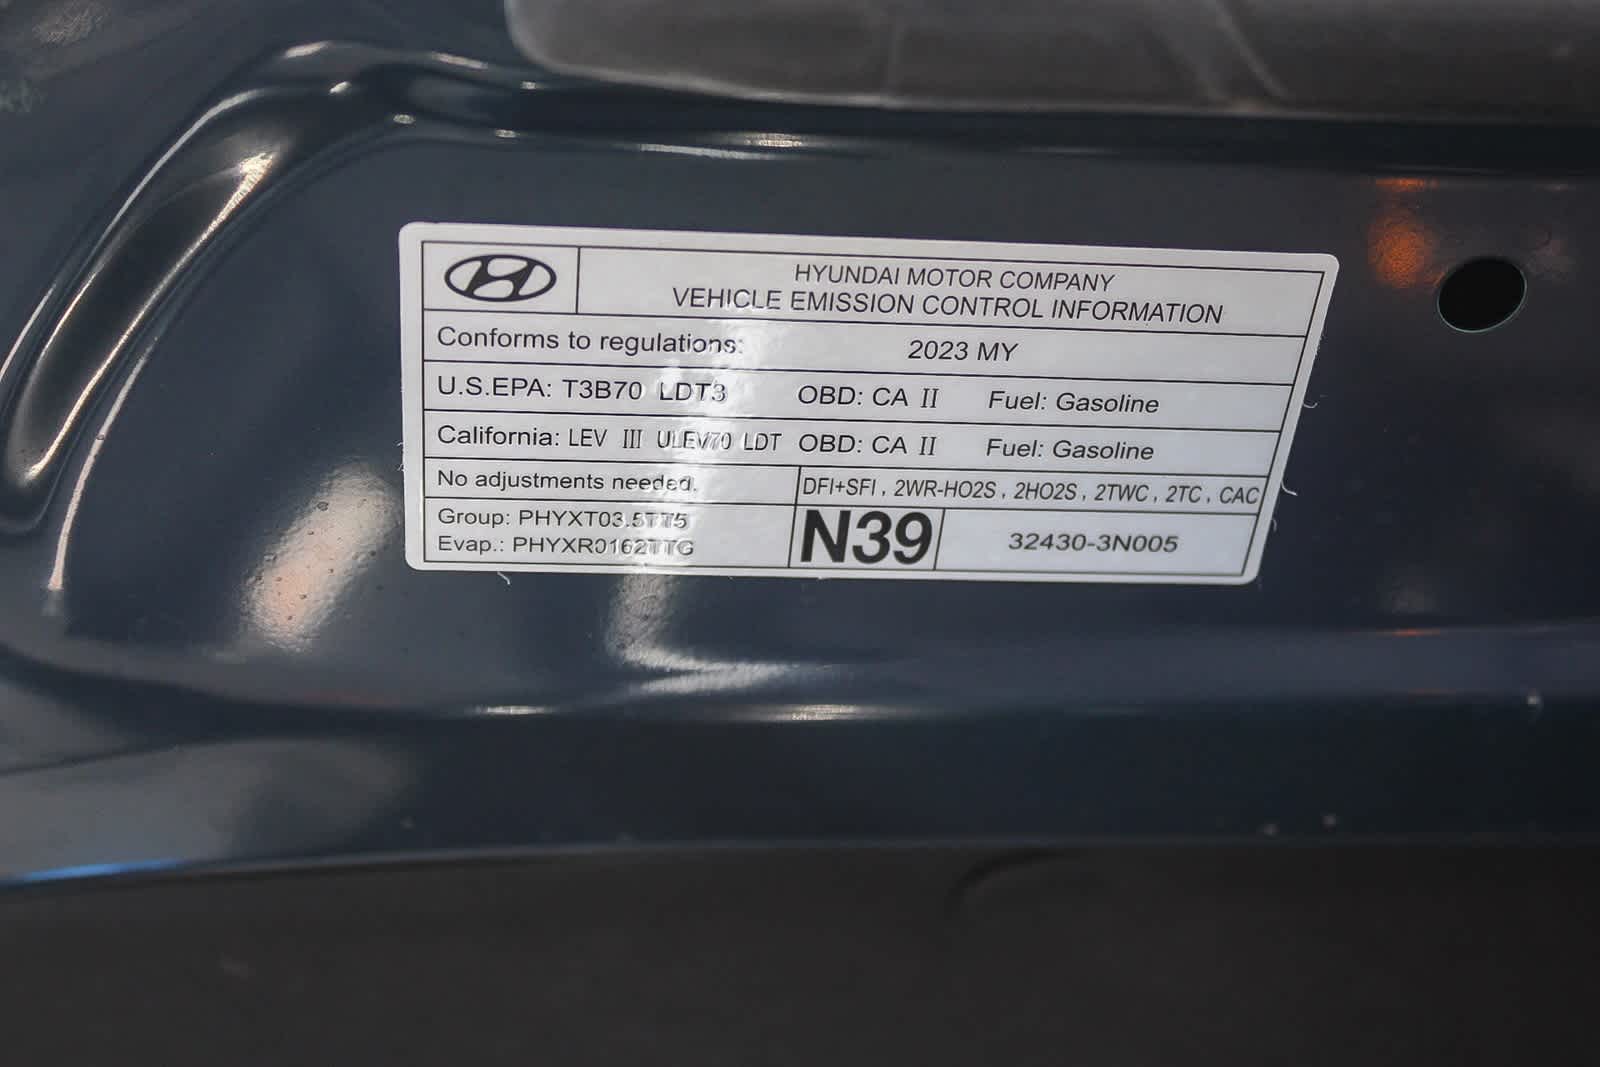 HYUNDAI MOTOR COMPANY
VEHICLE EMISSION CONTROL INFORMATION
Conforms to regulations: 2023 MY
U.S.EPA: T3B70 LDT3 OBD: CA II Fuel: Gasoline
California: LEV III ULEV70 LDT OBD: CA II Fuel: Gasoline
No adjustments needed. DFI+SFI , 2WR-HO2S , 2HO2S , 2TWC , 2TC , CAC
Group: PHYXT03.5TT5
Evap.: PHYXR0162TTG
N39
32430-3N005